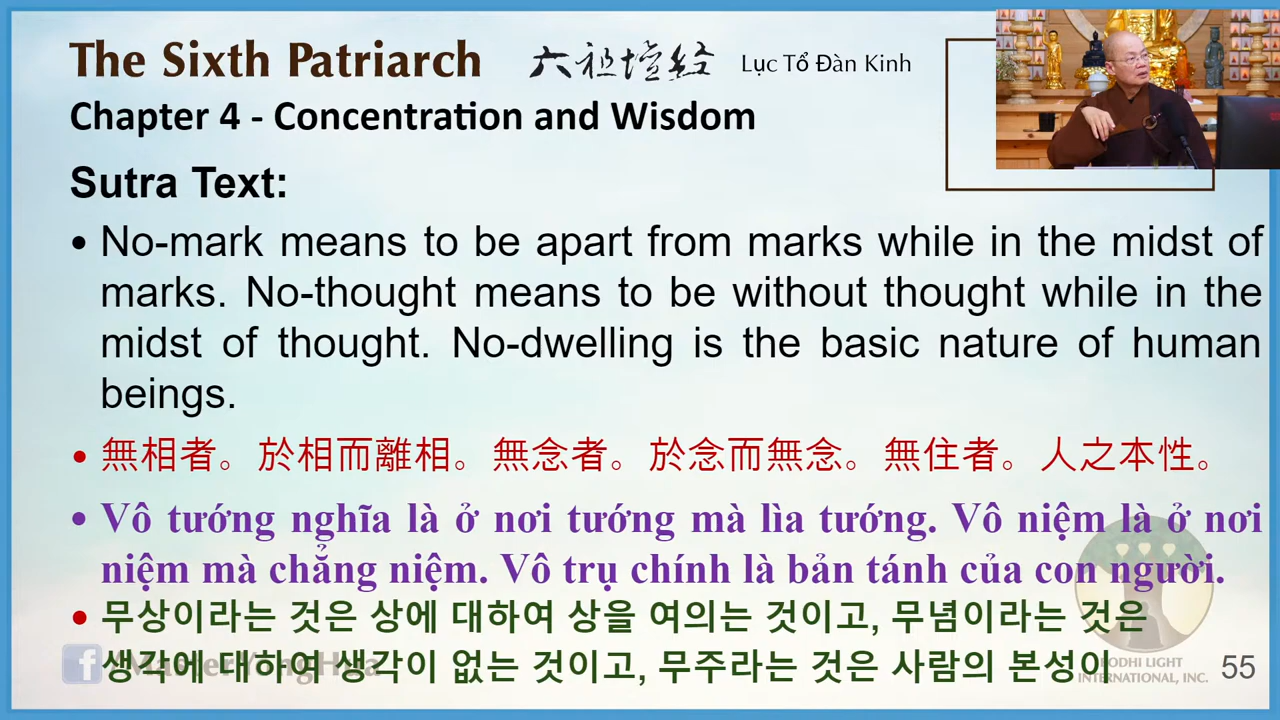 The Sixth Patriarch 六祖壇経 Lục Tổ Đàn Kinh
Chapter 4 - Concentration and Wisdom
Sutra Text:
• No-mark means to be apart from marks while in the midst of
marks. No-thought means to be without thought while in the
midst of thought. No-dwelling is the basic nature of human
beings.
• 無相者。於相而離相。無念者。於念而無念。無住者。人之本性。
• Vô tướng nghĩa là ở nơi tướng mà lìa tướng. Vô niệm là ở nơi
niệm mà chẳng niệm. Vô trụ chính là bản tánh của con người.
• 무상이라는 것은 상에 대하여 상을 여의는 것이고, 무념이라는 것은
생각에 대하여 생각이 없는 것이고, 무주라는 것은 사람의 본성이
MasterYongHua
BODHI LIGHT
INTERNATIONAL, INC.
55